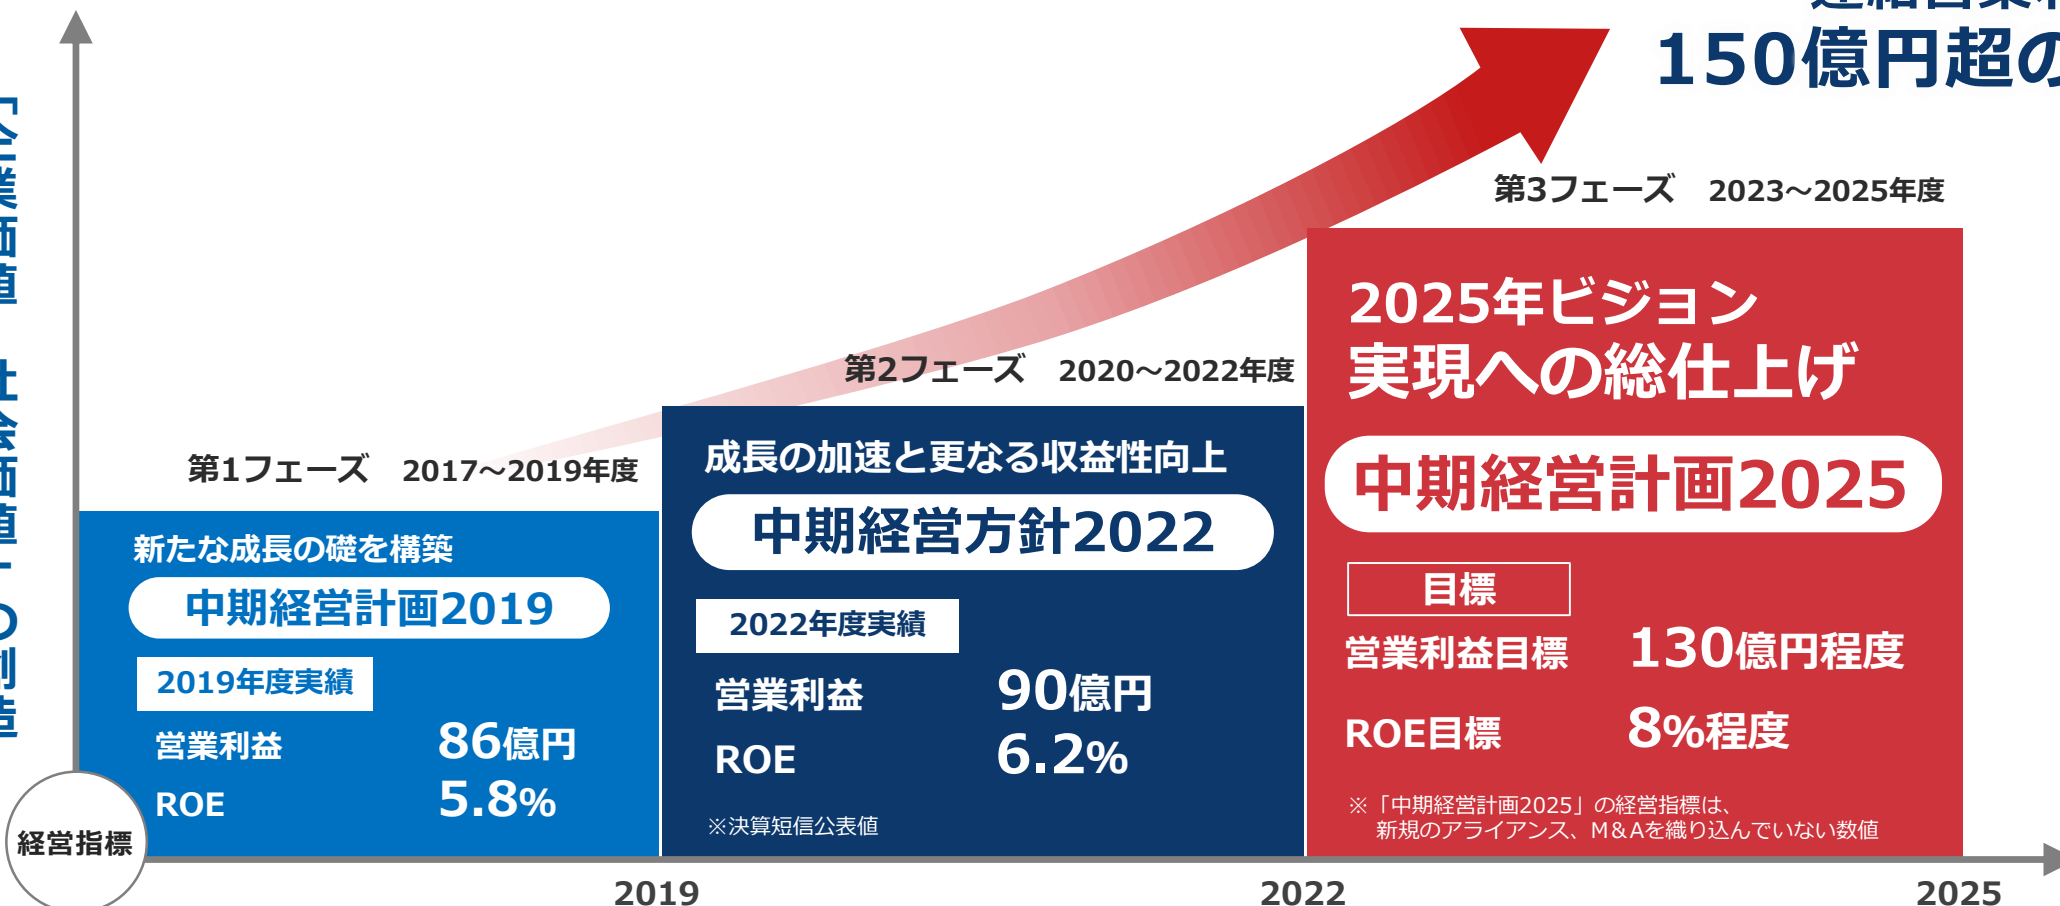 150億円超の
「企業価値 社会価値」の創造
第3フェーズ 2023～2025年度
2025年ビジョン
実現への総仕上げ
中期経営計画2025
目標
営業利益目標 130億円程度
ROE目標 8%程度
※「中期経営計画2025」の経営指標は、
新規のアライアンス、M&Aを織り込んでいない数値
第2フェーズ 2020～2022年度
成長の加速と更なる収益性向上
中期経営方針2022
2022年度実績
営業利益 90億円
ROE 6.2%
※決算短信公表値
第1フェーズ 2017～2019年度
新たな成長の礎を構築
中期経営計画2019
2019年度実績
営業利益 86億円
ROE 5.8%
経営指標
2019
2022
2025